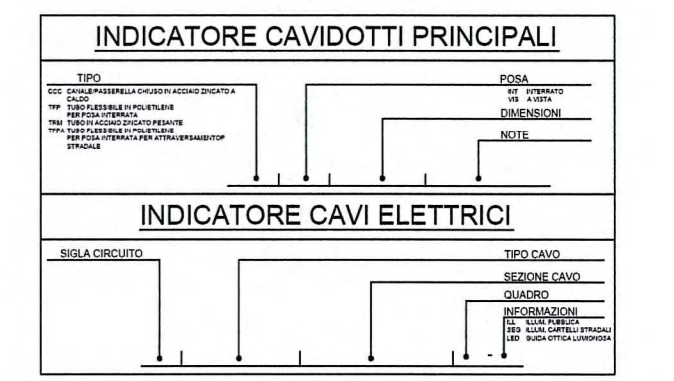 INDICATORE CAVIDOTTI PRINCIPALI
TIPO
CCC CANALE/PASSERELLA CHIUSO IN ACCIAIO ZINCATO A
CALDO
TFP TUBO FLESSIBILE IN POLIETILENE
PER POSA INTERRATA
TRM TUBO IN ACCIAIO ZINCATO PESANTE
TFPA TUBO FLESSIBILE IN POLIETILENE
PER POSA INTERRATA PER ATTRAVERSAMENTOP
STRADALE
POSA
INT INTERRATO
VIS A VISTA
DIMENSIONI
NOTE
INDICATORE CAVI ELETTRICI
SIGLA CIRCUITO
TIPO CAVO
SEZIONE CAVO
QUADRO
INFORMAZIONI
ILL ILLUM. PUBBLICA
SEG ILLUM. CARTELLI STRADALI
LED GUIDA OTTICA LUMINOSA